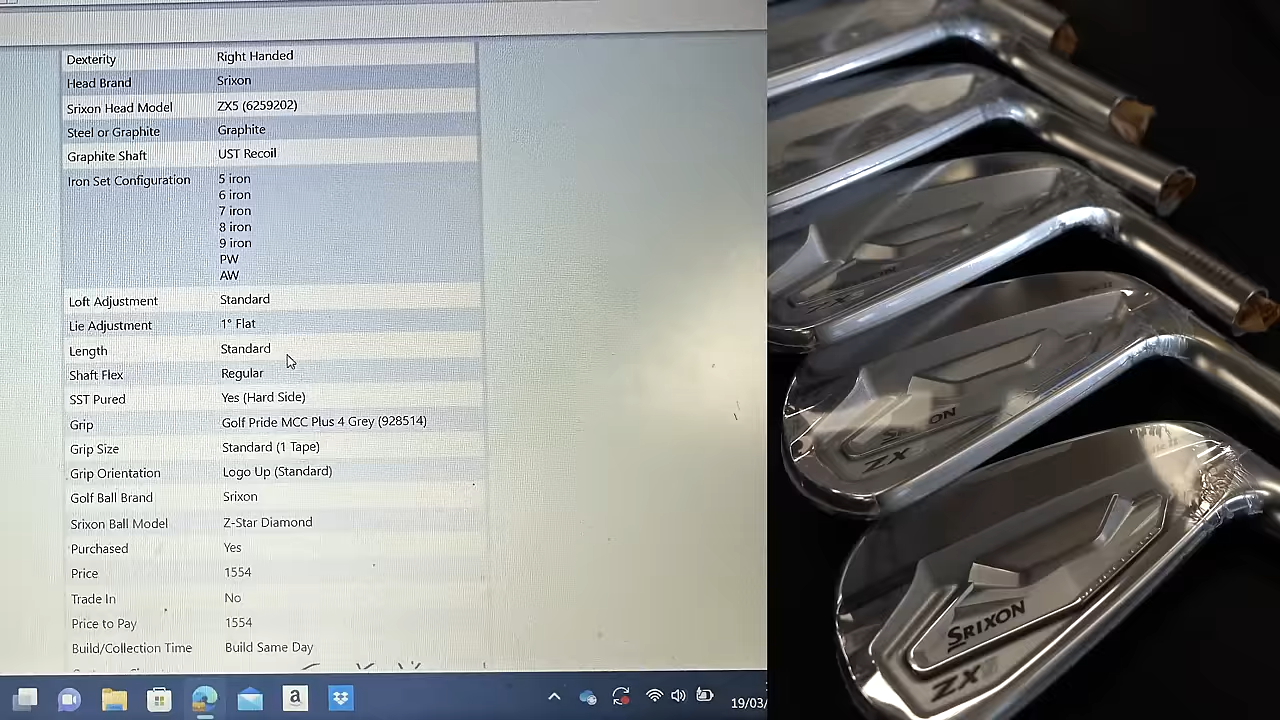 Dexterity Right Handed
Head Brand Srixon
Srixon Head Model ZX5 (6259202)
Steel or Graphite Graphite
Graphite Shaft UST Recoil
Iron Set Configuration 5 iron
6 iron
7 iron
8 iron
9 iron
PW
AW
Loft Adjustment Standard
Lie Adjustment 1° Flat
Length Standard
Shaft Flex Regular
SST Pured Yes (Hard Side)
Grip Golf Pride MCC Plus 4 Grey (928514)
Grip Size Standard (1 Tape)
Grip Orientation Logo Up (Standard)
Golf Ball Brand Srixon
Srixon Ball Model Z-Star Diamond
Purchased Yes
Price 1554
Trade In No
Price to Pay 1554
Build/Collection Time Build Same Day
19/03/
SRIXON
ZX
SRIXON
ZX